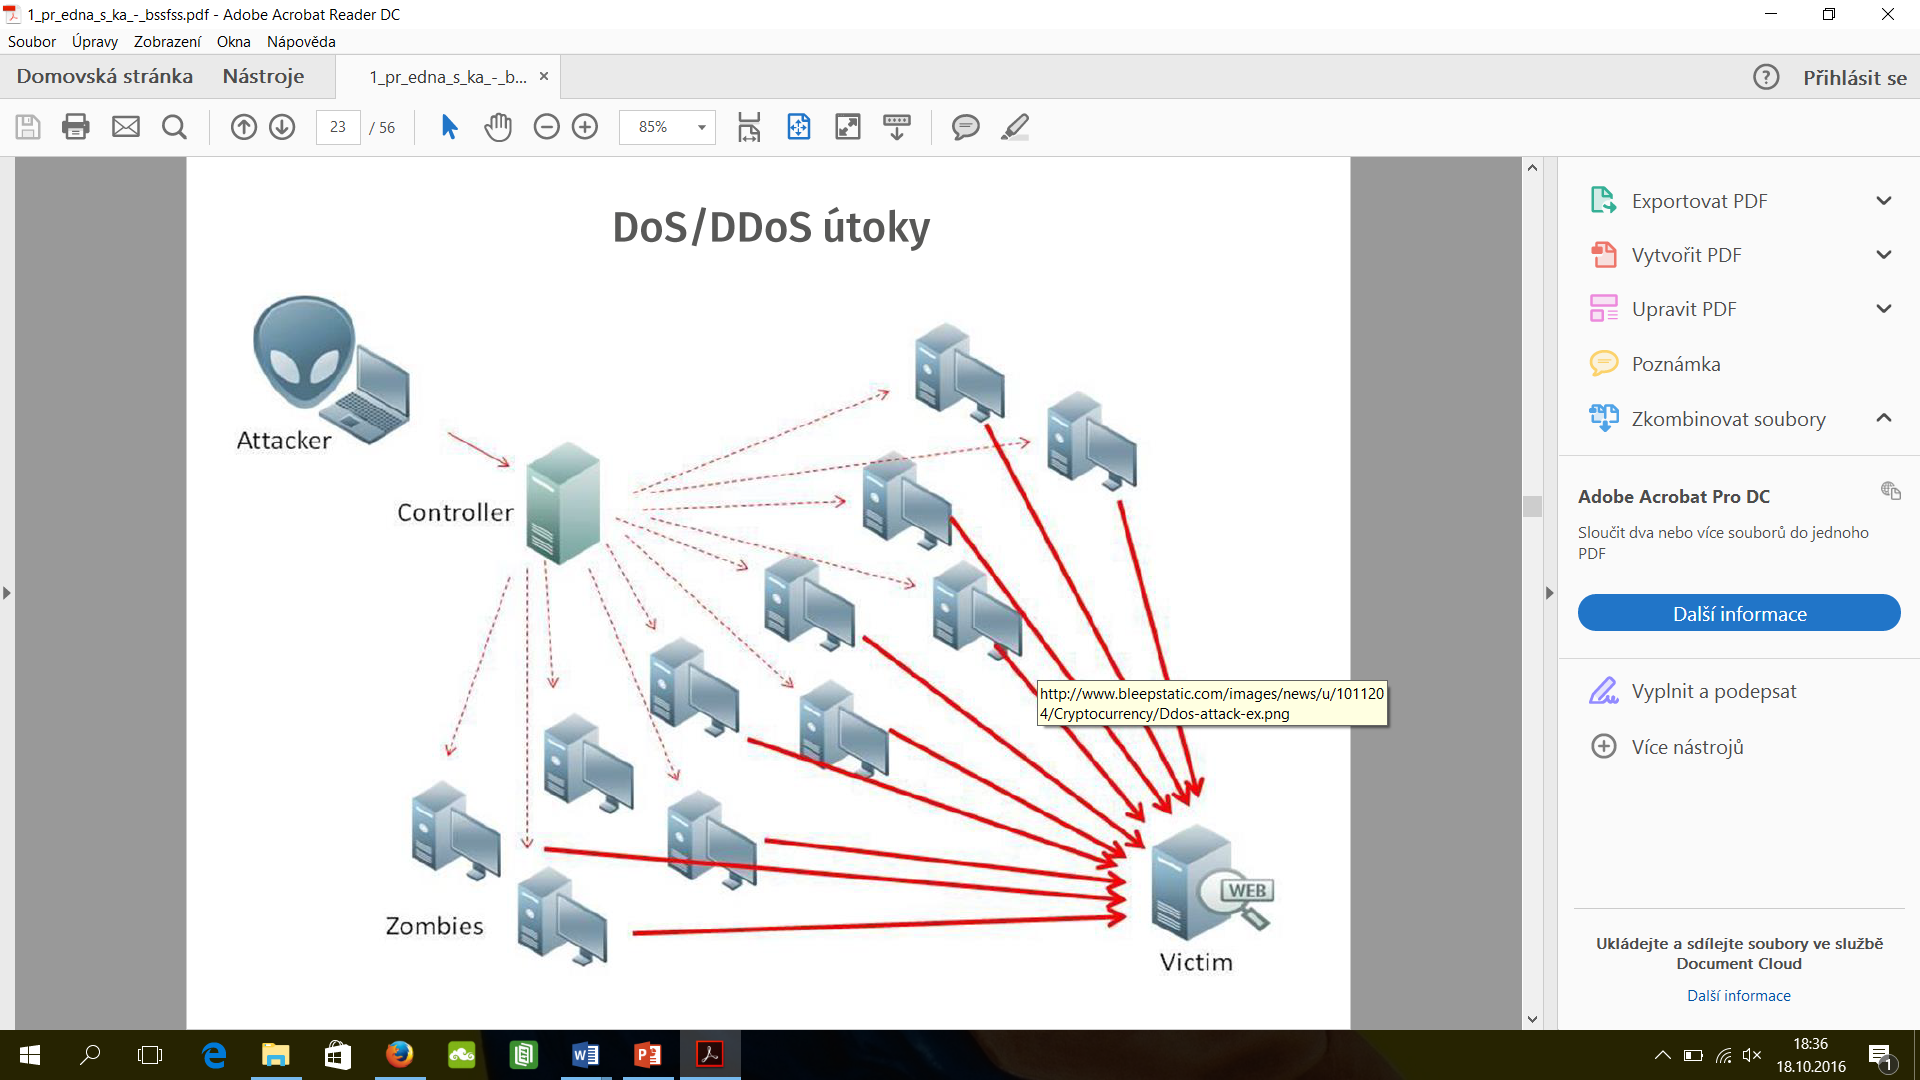 1_pr_edna_s_ka_-_bssfss.pdf - Adobe Acrobat Reader DC
Soubor Úpravy Zobrazení Okna Nápověda
Domovská stránka Nástroje 1_pr_edna_s_ka_-_b... Přihlásit se
23 / 56 85%
DoS/DDoS útoky
Attacker
Controller
http://www.bleepstatic.com/images/news/u/101120
4/Cryptocurrency/Ddos-attack-ex.png
WEB
Zombies
Victim
Exportovat PDF
Vytvořit PDF
Upravit PDF
Poznámka
Zkombinovat soubory
Adobe Acrobat Pro DC
Sloučit dva nebo více souborů do jednoho
PDF
Další informace
Vyplnit a podepsat
Více nástrojů
Ukládejte a sdílejte soubory ve službě
Document Cloud
Další informace
18:36
18.10.2016
1